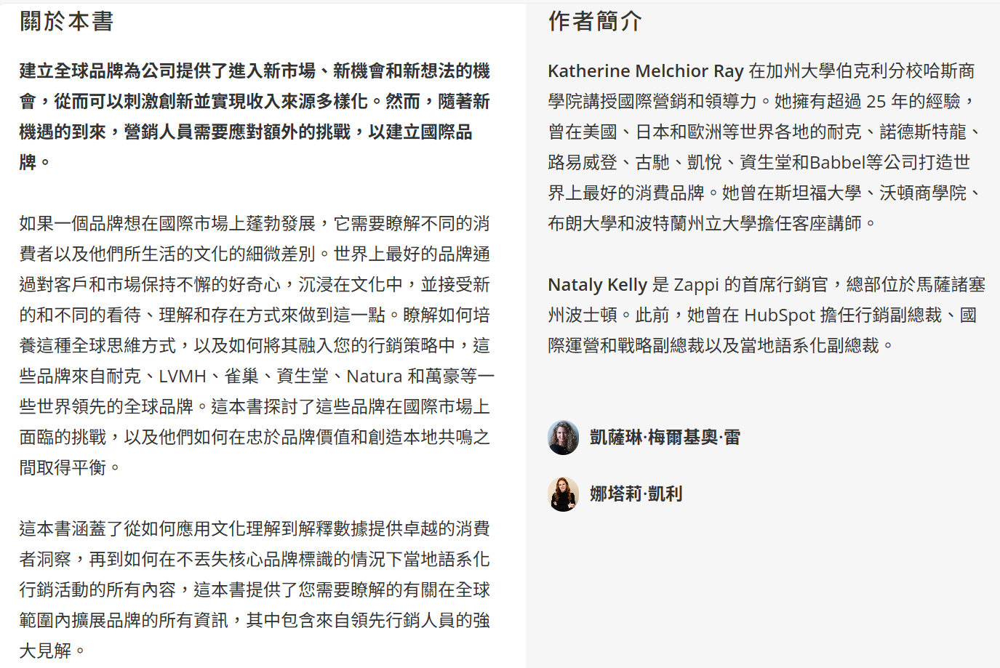 關於本書
建立全球品牌為公司提供了進入新市場、新機會和新想法的機
會，從而可以刺激創新並實現收入來源多樣化。然而，隨著新
機遇的到來，營銷人員需要應對額外的挑戰，以建立國際品
牌。
如果一個品牌想在國際市場上蓬勃發展，它需要瞭解不同的消
費者以及他們所生活的文化的細微差別。世界上最好的品牌通
過對客戶和市場保持不懈的好奇心，沉浸在文化中，並接受新
的和不同的看待、理解和存在方式來做到這一點。瞭解如何培
養這種全球思維方式，以及如何將其融入您的行銷策略中，這
些品牌來自耐克、LVMH、雀巢、資生堂、Natura 和萬豪等一
些世界領先的全球品牌。這本書探討了這些品牌在國際市場上
面臨的挑戰，以及他們如何在忠於品牌價值和創造本地共鳴之
間取得平衡。
這本書涵蓋了從如何應用文化理解到解釋數據提供卓越的消費
者洞察，再到如何在不丟失核心品牌標識的情況下當地語系化
行銷活動的所有內容，這本書提供了您需要瞭解的有關在全球
範圍內擴展品牌的所有資訊，其中包含來自領先行銷人員的強
大見解。
作者簡介
Katherine Melchior Ray 在加州大學伯克利分校哈斯商
學院講授國際營銷和領導力。她擁有超過 25 年的經驗，
曾在美國、日本和歐洲等世界各地的耐克、諾德斯特龍、
路易威登、古馳、凱悅、資生堂和Babbel等公司打造世
界上最好的消費品牌。她曾在斯坦福大學、沃頓商學院、
布朗大學和波特蘭州立大學擔任客座講師。
Nataly Kelly 是 Zappi 的首席行銷官，總部位於馬薩諸塞
州波士頓。此前，她曾在 HubSpot 擔任行銷副總裁、國
際運營和戰略副總裁以及當地語系化副總裁。
凱薩琳·梅爾基奧·雷
娜塔莉·凱利